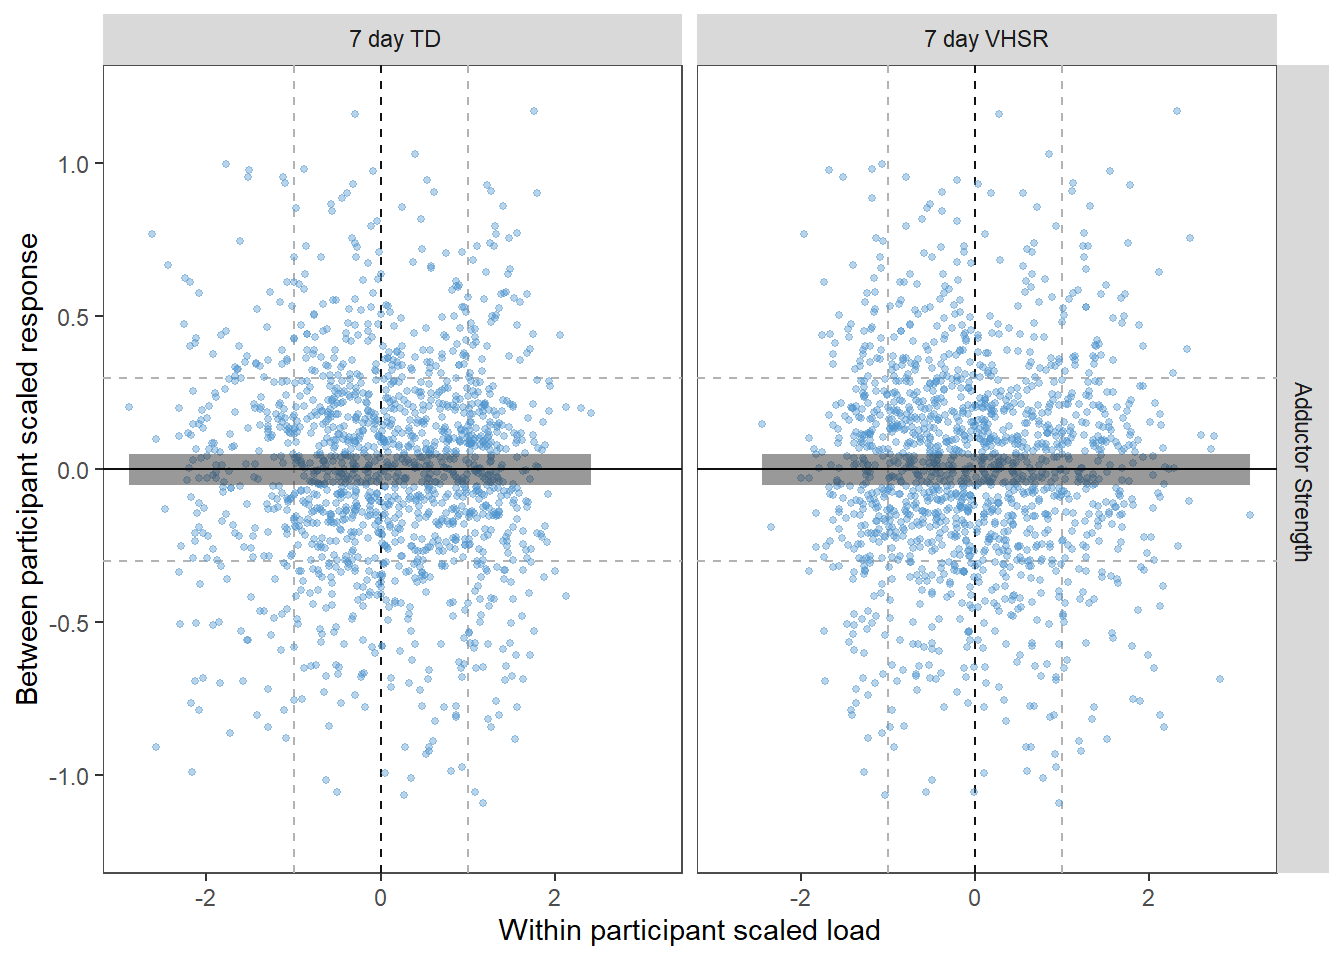 7 day TD
7 day VHSR
Between participant scaled response
1.0
0.5
0.0
-0.5
-1.0
Adductor Strength
-2
0
2
-2
0
2
Within participant scaled load